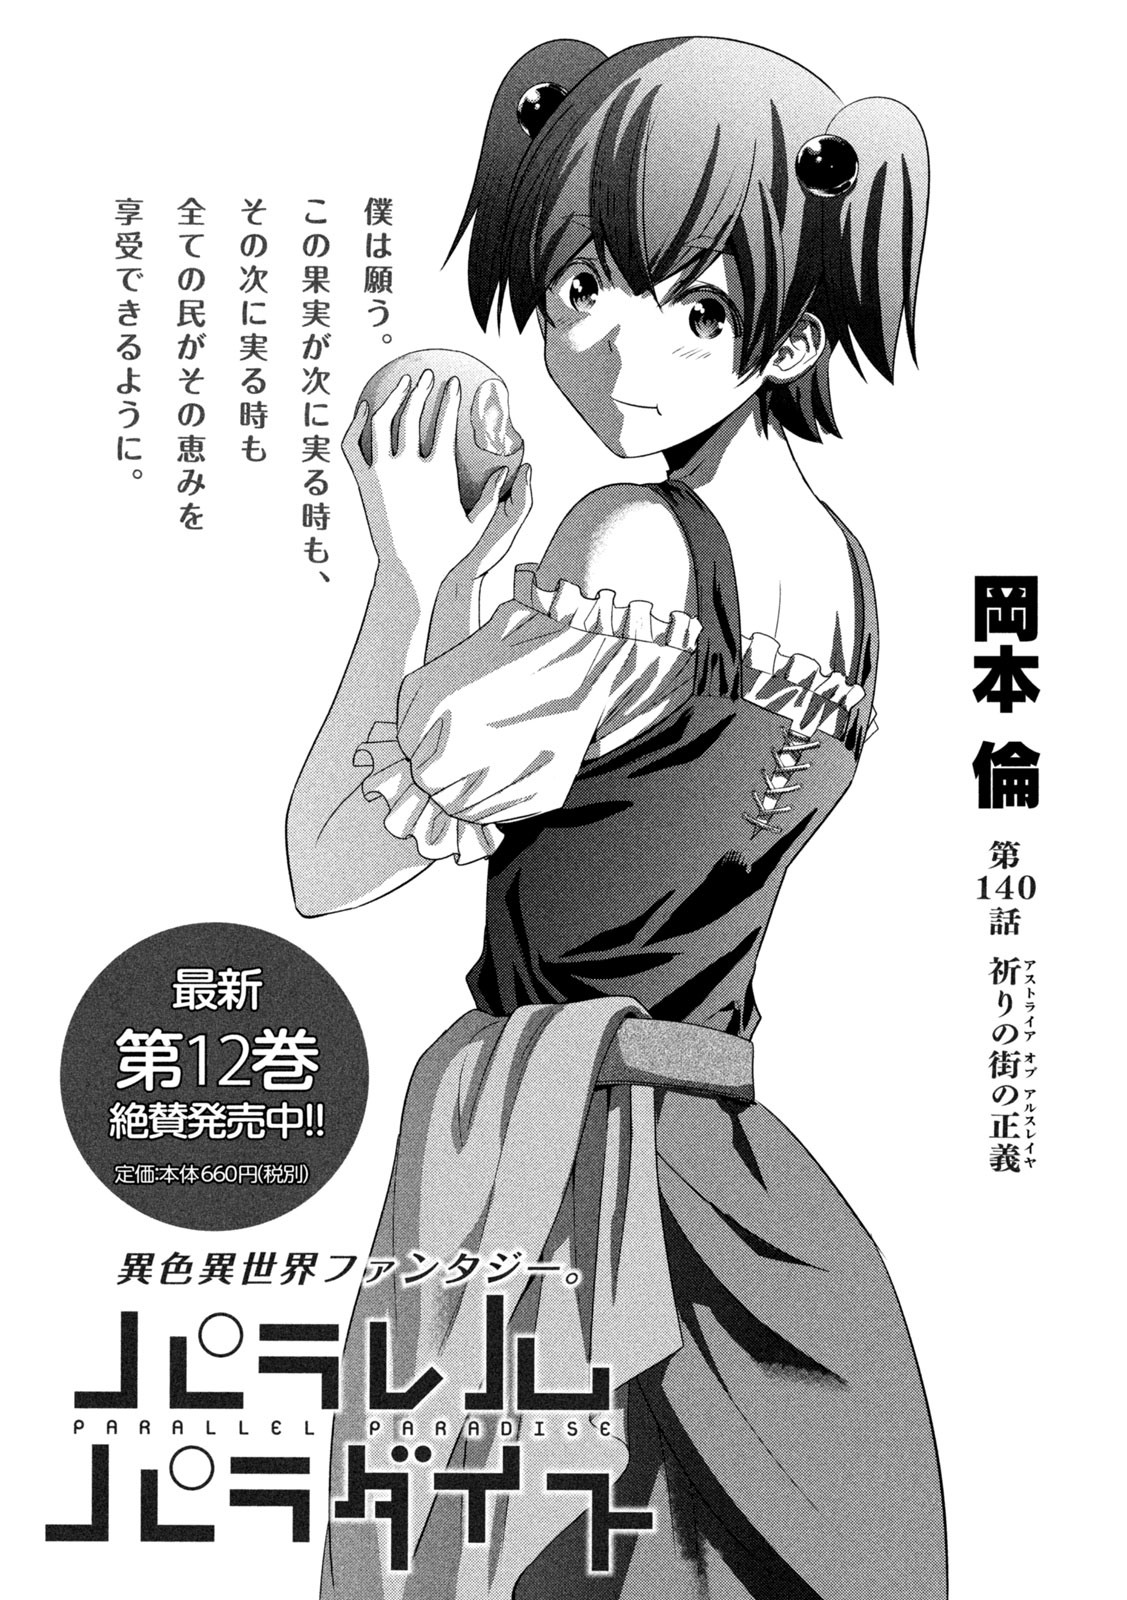 岡本 倫
第140話 祈りの街の正義
アストライア オブ アルスレイヤ
僕は願う。
この果実が次に実る時も、
その次に実る時も
全ての民がその恵みを
享受できるように。
最新
第12巻
絶賛発売中!!
定価:本体660円(税別)
異色異世界ファンタジー。
パラレル
PARALLEL PARADISE
パラダイス